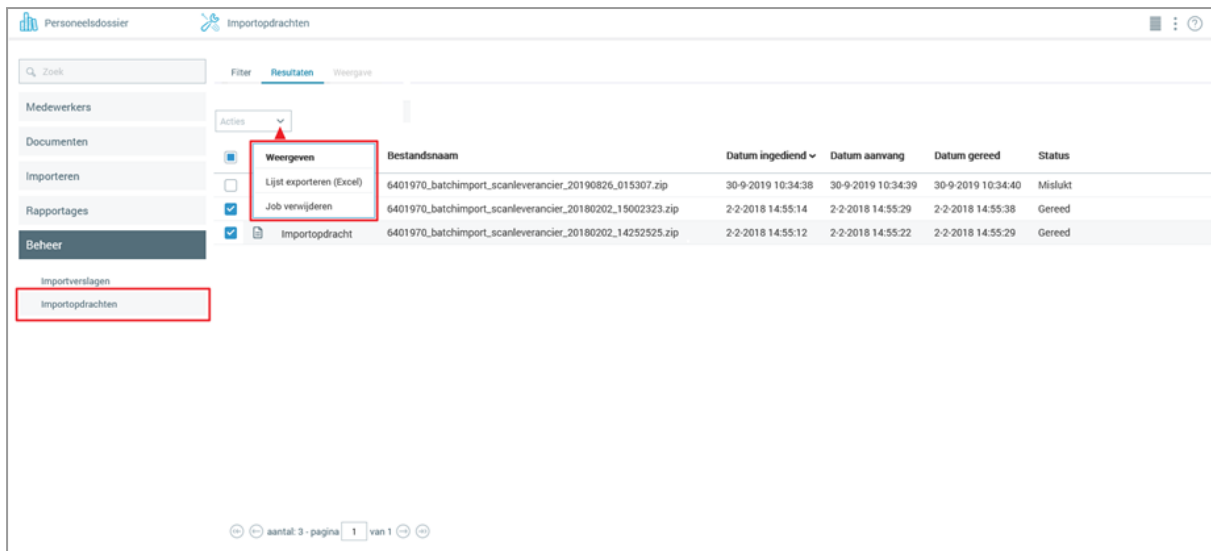 Personeelsdossier Importopdrachten
Zoek
Filter Resultaten Weergave
Medewerkers
Acties
Documenten
Weergeven Bestandsnaam Datum ingediend Datum aanvang Datum gereed Status
Importeren
Lijst exporteren (Excel) 6401970_batchimport_scanleverancier_20190826_015307.zip 30-9-2019 10:34:38 30-9-2019 10:34:39 30-9-2019 10:34:40 Mislukt
Rapportages
Job verwijderen 6401970_batchimport_scanleverancier_20180202_15002323.zip 2-2-2018 14:55:14 2-2-2018 14:55:29 2-2-2018 14:55:38 Gereed
Importopdracht 6401970_batchimport_scanleverancier_20180202_14252525.zip 2-2-2018 14:55:12 2-2-2018 14:55:22 2-2-2018 14:55:29 Gereed
Beheer
Importverslagen
Importopdrachten
aantal: 3 - pagina 1 van 1